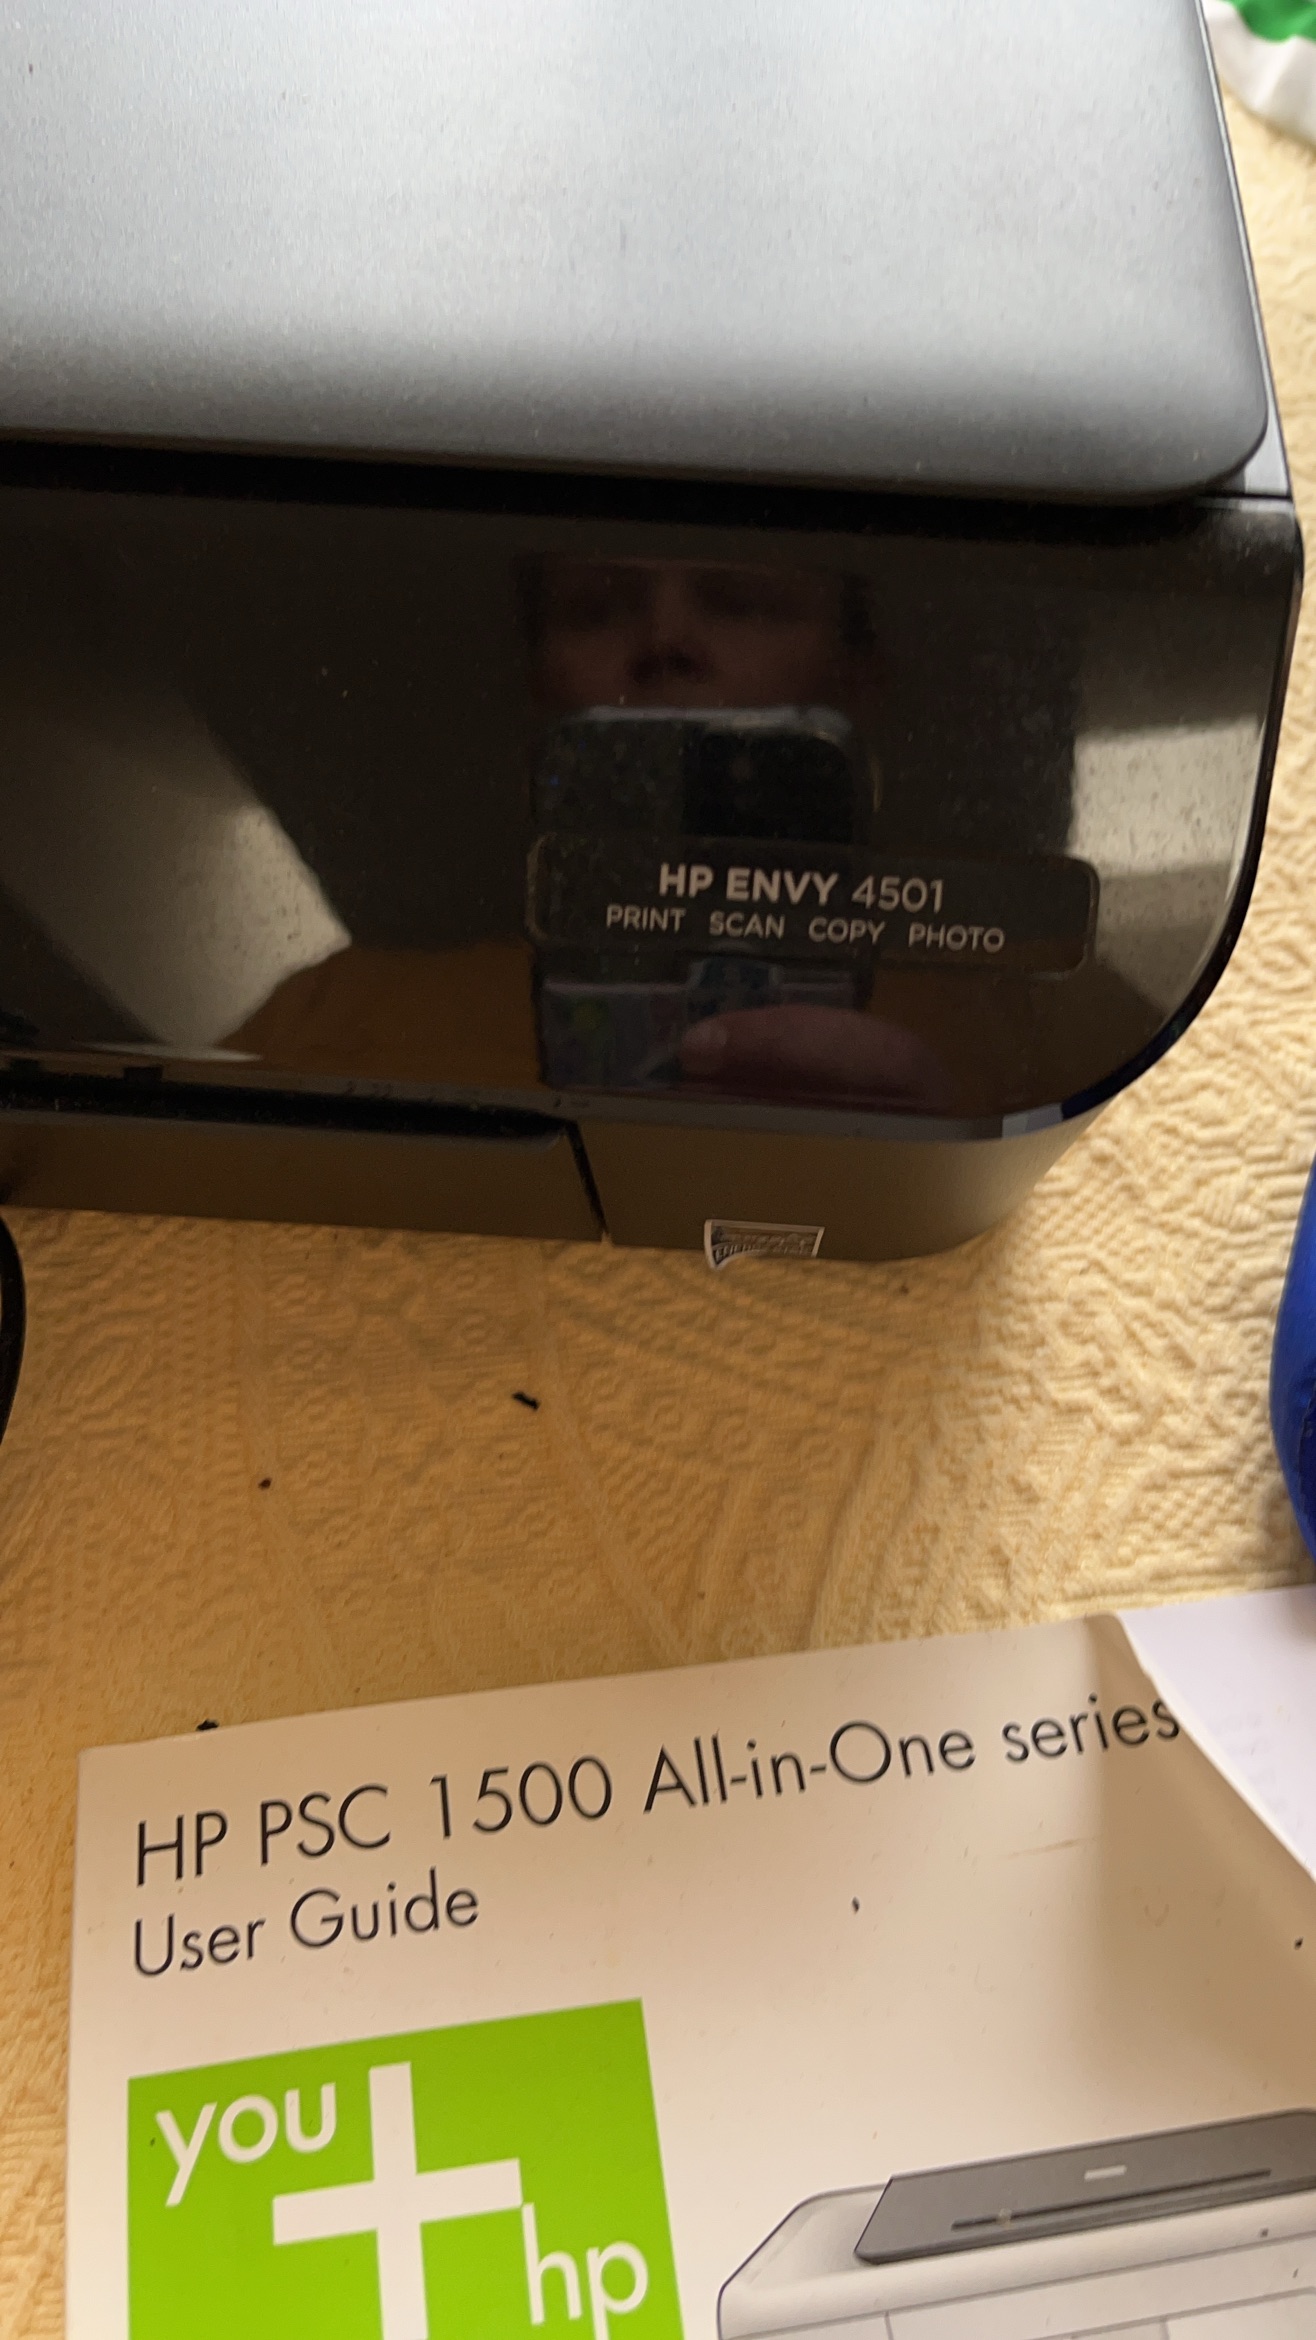 HP ENVY 4501
PRINT SCAN COPY PHOTO
HP PSC 1500 All-in-One series
User Guide
you
hp